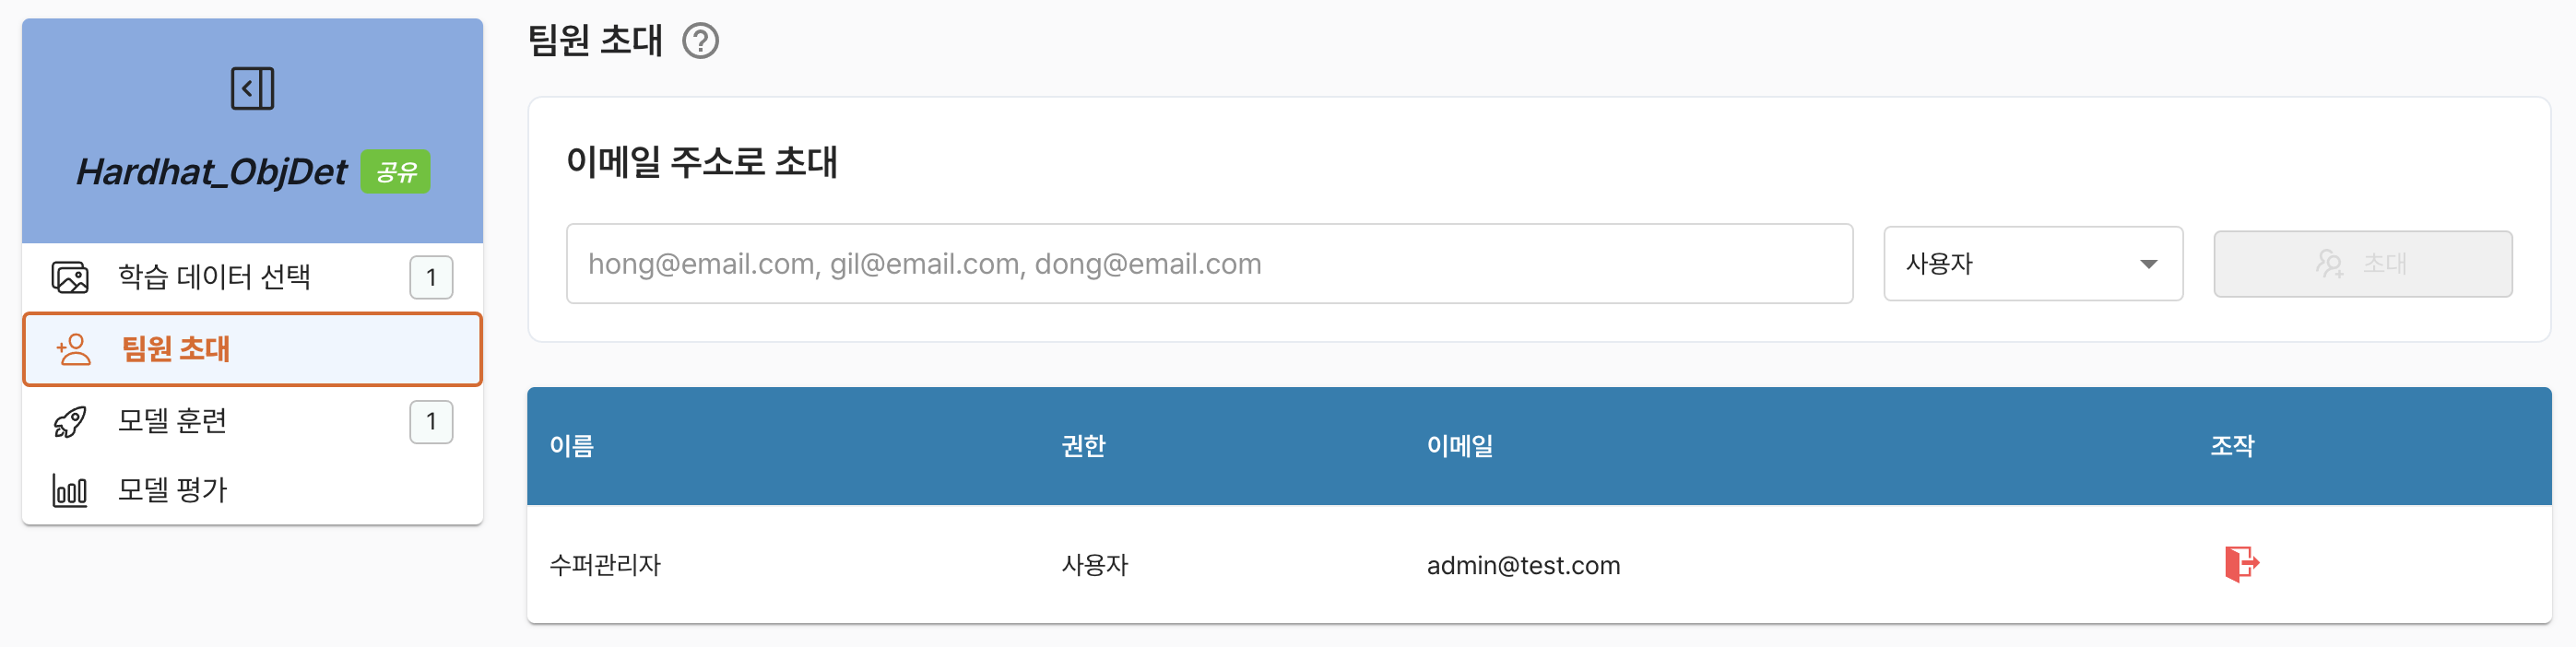 Hardhat_ObjDet 공유
학습 데이터 선택 1
팀원 초대
모델 훈련 1
모델 평가
팀원 초대 ?
이메일 주소로 초대
hong@email.com, gil@email.com, dong@email.com 사용자 초대
이름 권한 이메일 조작
수퍼관리자 사용자 admin@test.com